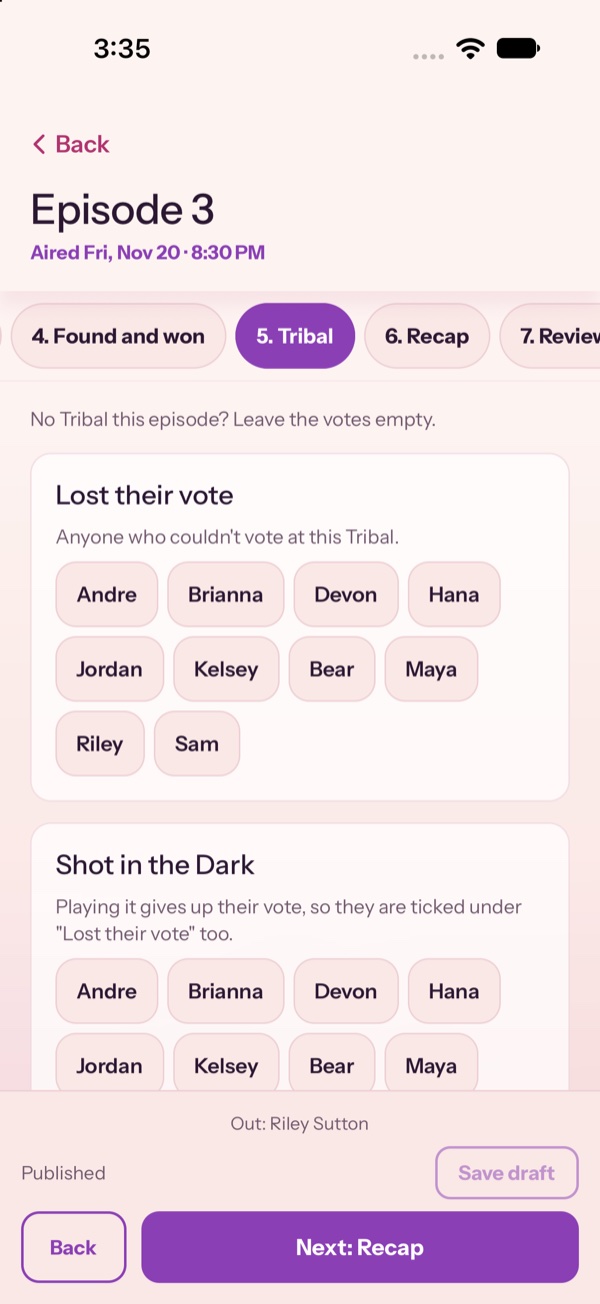 3:35
Back
Episode 3
Aired Fri, Nov 20 · 8:30 PM
4. Found and won
5. Tribal
6. Recap
7. Review
No Tribal this episode? Leave the votes empty.
Lost their vote
Anyone who couldn't vote at this Tribal.
Andre Brianna Devon Hana
Jordan Kelsey Bear Maya
Riley Sam
Shot in the Dark
Playing it gives up their vote, so they are ticked under
"Lost their vote" too.
Andre Brianna Devon Hana
Jordan Kelsey Bear Maya
Out: Riley Sutton
Published
Save draft
Back
Next: Recap